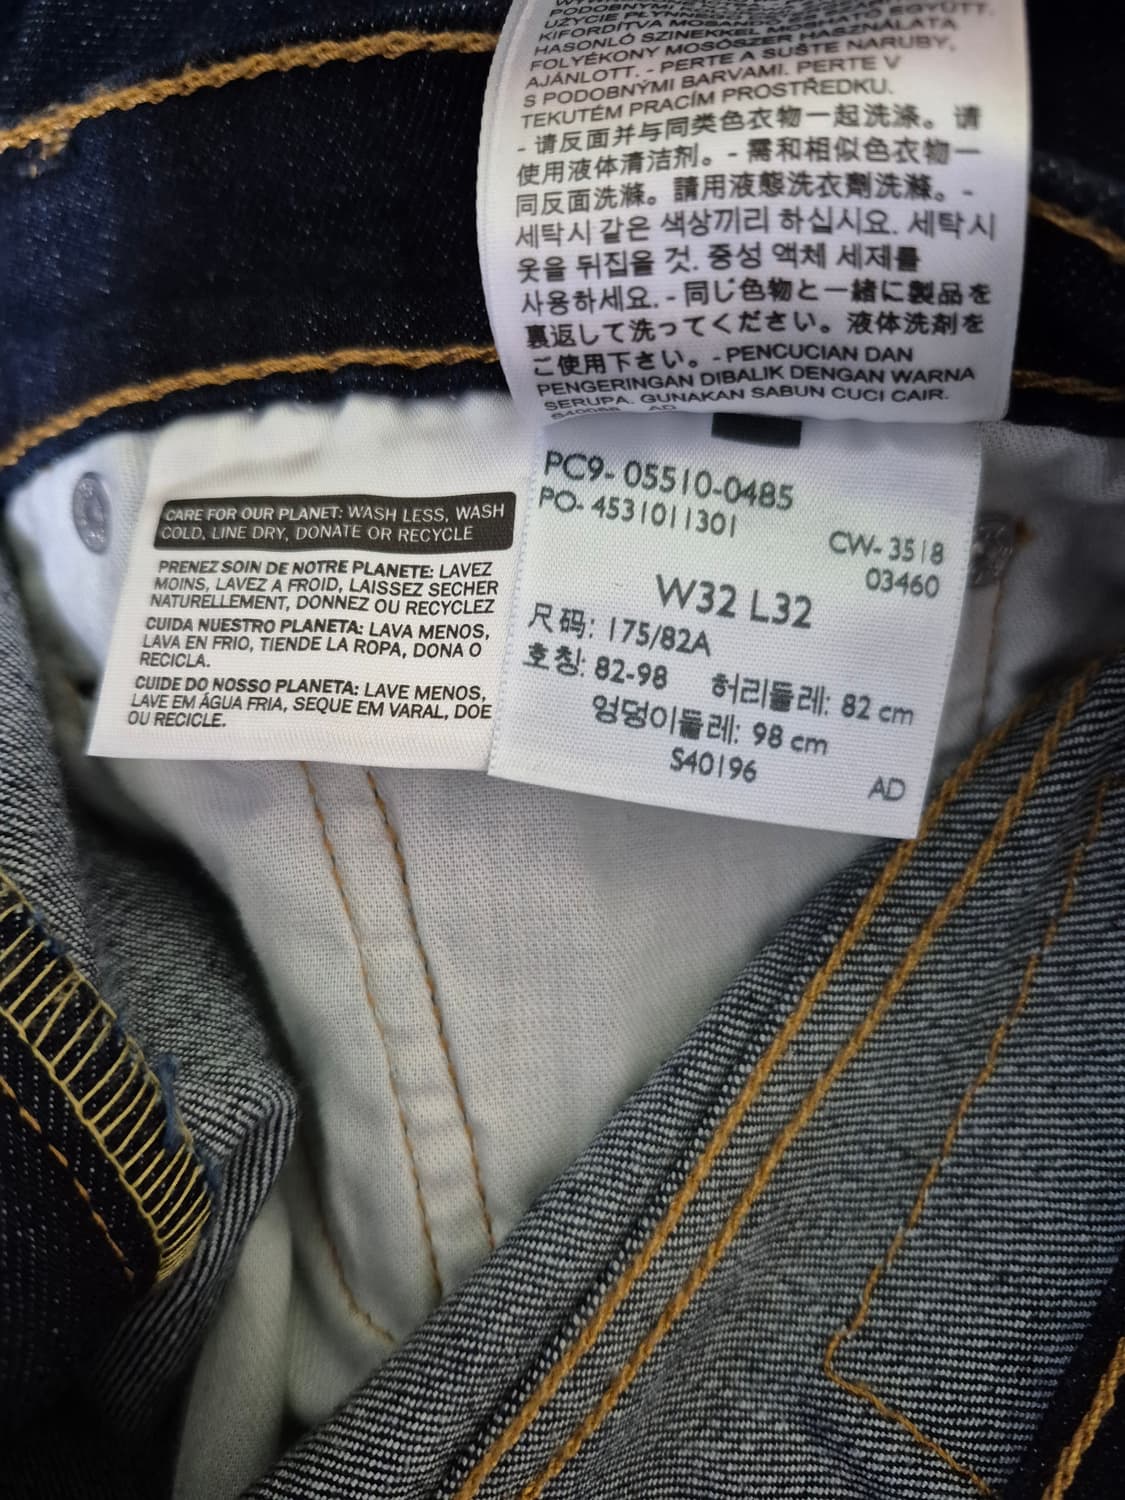 PODOBNYMI
UŻYCIE
KIFORDÍTVA MOSANDÓ ÉS HATÓ EGYÜTT.
HASONLÓ SZINEKKEL MOSHATÓ
FOLYÉKONY MOSÓSZER HASZNÁLATA
AJÁNLOTT. - PERTE A SUŠTE NARUBY,
S PODOBNÝMI BARVAMI. PERTE V
TEKUTÉM PRACÍM PROSTŘEDKU.
- 请反面并与同类色衣物一起洗涤。请
使用液体清洁剂。- 需和相似色衣物一
同反面洗滌。請用液態洗衣劑洗滌。-
세탁시 같은 색상끼리 하십시요. 세탁시
옷을 뒤집을 것. 중성 액체 세제를
사용하세요. - 同じ色物と一緒に製品を
裏返して洗ってください。液体洗剤を
ご使用下さい。- PENCUCIAN DAN
PENGERINGAN DIBALIK DENGAN WARNA
SERUPA. GUNAKAN SABUN CUCI CAIR.
AD
CARE FOR OUR PLANET: WASH LESS, WASH
COLD, LINE DRY, DONATE OR RECYCLE
PRENEZ SOIN DE NOTRE PLANETE: LAVEZ
MOINS, LAVEZ A FROID, LAISSEZ SECHER
NATURELLEMENT, DONNEZ OU RECYCLEZ
CUIDA NUESTRO PLANETA: LAVA MENOS,
LAVA EN FRIO, TIENDE LA ROPA, DONA O
RECICLA.
CUIDE DO NOSSO PLANETA: LAVE MENOS,
LAVE EM ÁGUA FRIA, SEQUE EM VARAL, DOE
OU RECICLE.
PC9- 05510-0485
PO- 4531011301
CW- 3518
03460
W32 L32
尺码: 175/82A
호칭: 82-98 허리둘레: 82 cm
엉덩이둘레: 98 cm
S40196
AD